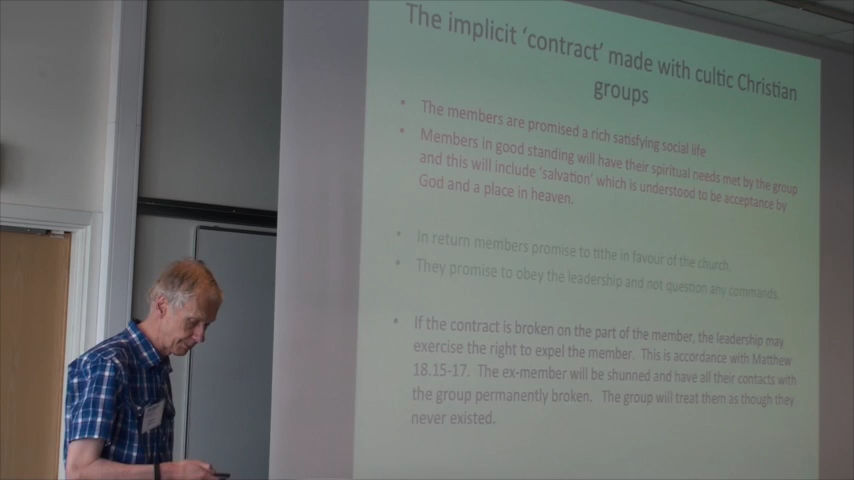 The implicit ‘contract’ made with cultic Christian
groups
• The members are promised a rich satisfying social life
• Members in good standing will have their spiritual needs met by the group
and this will include ‘salvation’ which is understood to be acceptance by
God and a place in heaven.
• In return members promise to tithe in favour of the church.
• They promise to obey the leadership and not question any commands.
• If the contract is broken on the part of the member, the leadership may
exercise the right to expel the member. This is accordance with Matthew
18.15-17. The ex-member will be shunned and have all their contacts with
the group permanently broken. The group will treat them as though they
never existed.